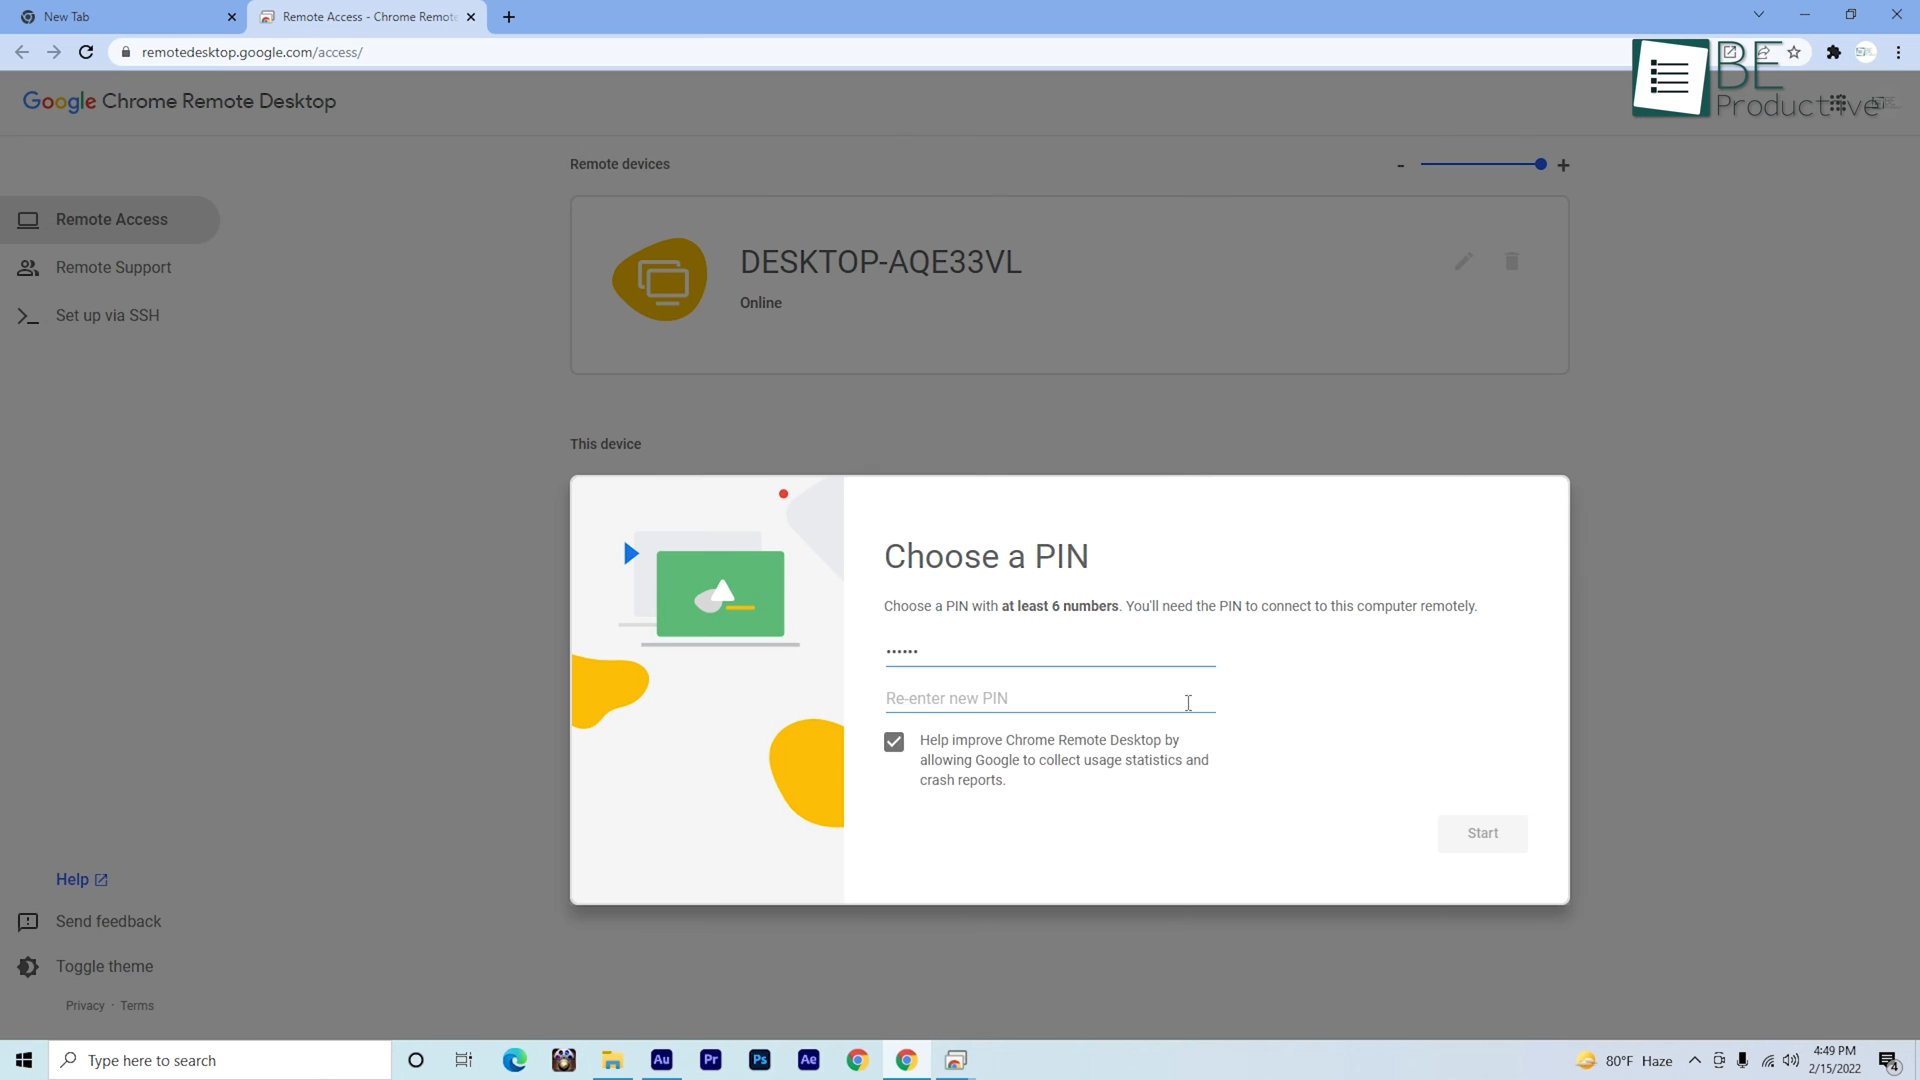 New Tab
Remote Access - Chrome Remote
remotedesktop.google.com/access/
BE
Productive
Google Chrome Remote Desktop
Remote devices
- +
Remote Access
Remote Support
Set up via SSH
DESKTOP-AQE33VL
Online
This device
Choose a PIN
Choose a PIN with at least 6 numbers. You'll need the PIN to connect to this computer remotely.
••••••
Re-enter new PIN
Help improve Chrome Remote Desktop by
allowing Google to collect usage statistics and
crash reports.
Start
Help
Send feedback
Toggle theme
Privacy · Terms
Type here to search
Au
Pr
Ps
Ae
80°F Haze
4:49 PM
2/15/2022
4